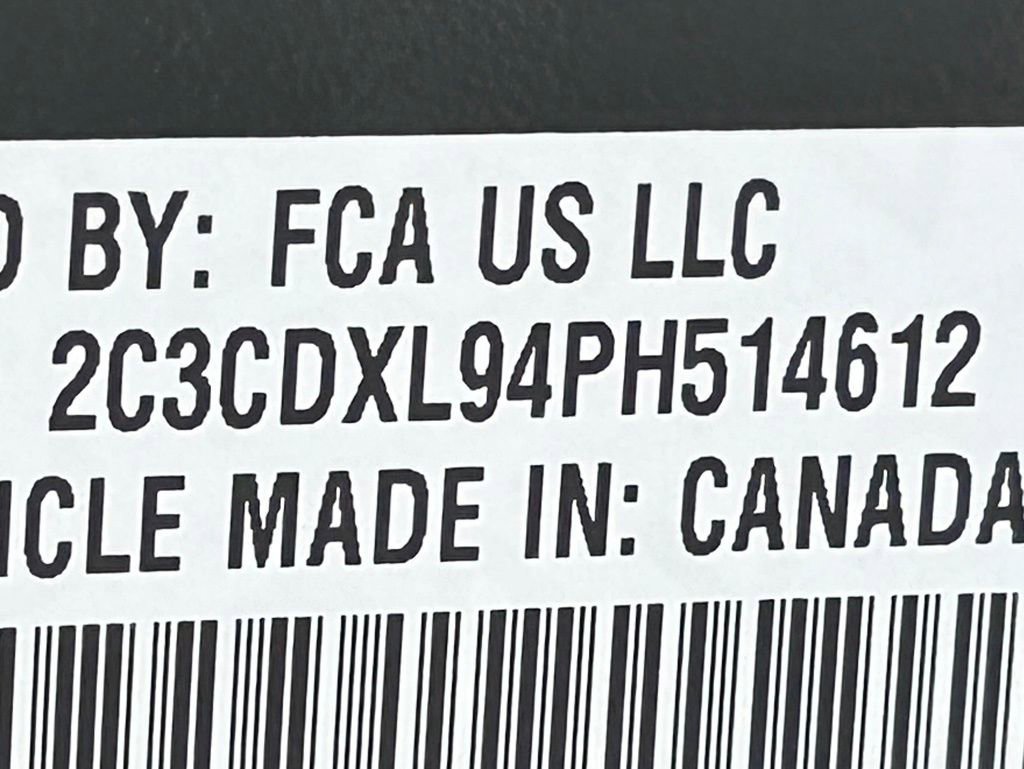 D BY: FCA US LLC
2C3CDXL94PH514612
ICLE MADE IN: CANADA